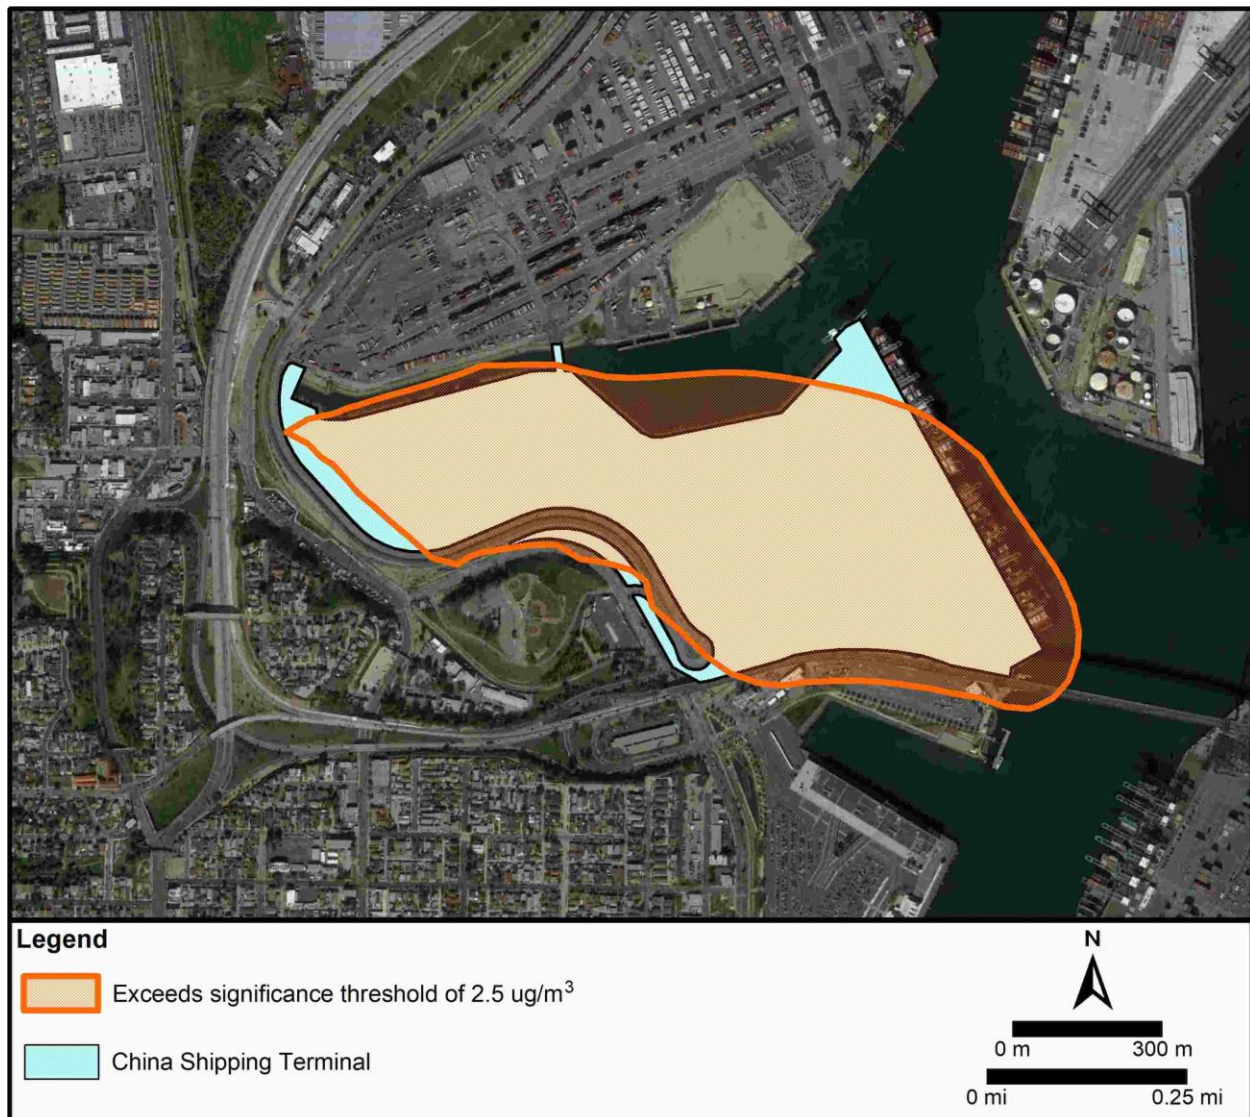 Legend
Exceeds significance threshold of 2.5 ug/m³
China Shipping Terminal
N
0 m 300 m
0 mi 0.25 mi